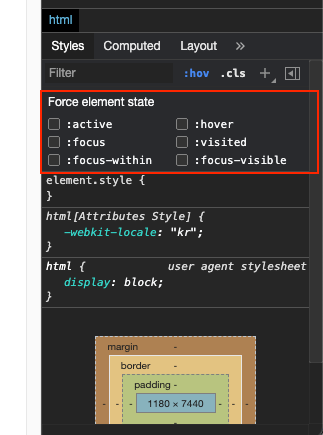 html
Styles Computed Layout »
Filter :hov .cls +
Force element state
:active :hover
:focus :visited
:focus-within :focus-visible
element.style {
}
html[Attributes Style] {
-webkit-locale: "kr";
}
html { user agent stylesheet
display: block;
}
margin -
border -
padding -
- - - 1180 × 7440 - - -
-